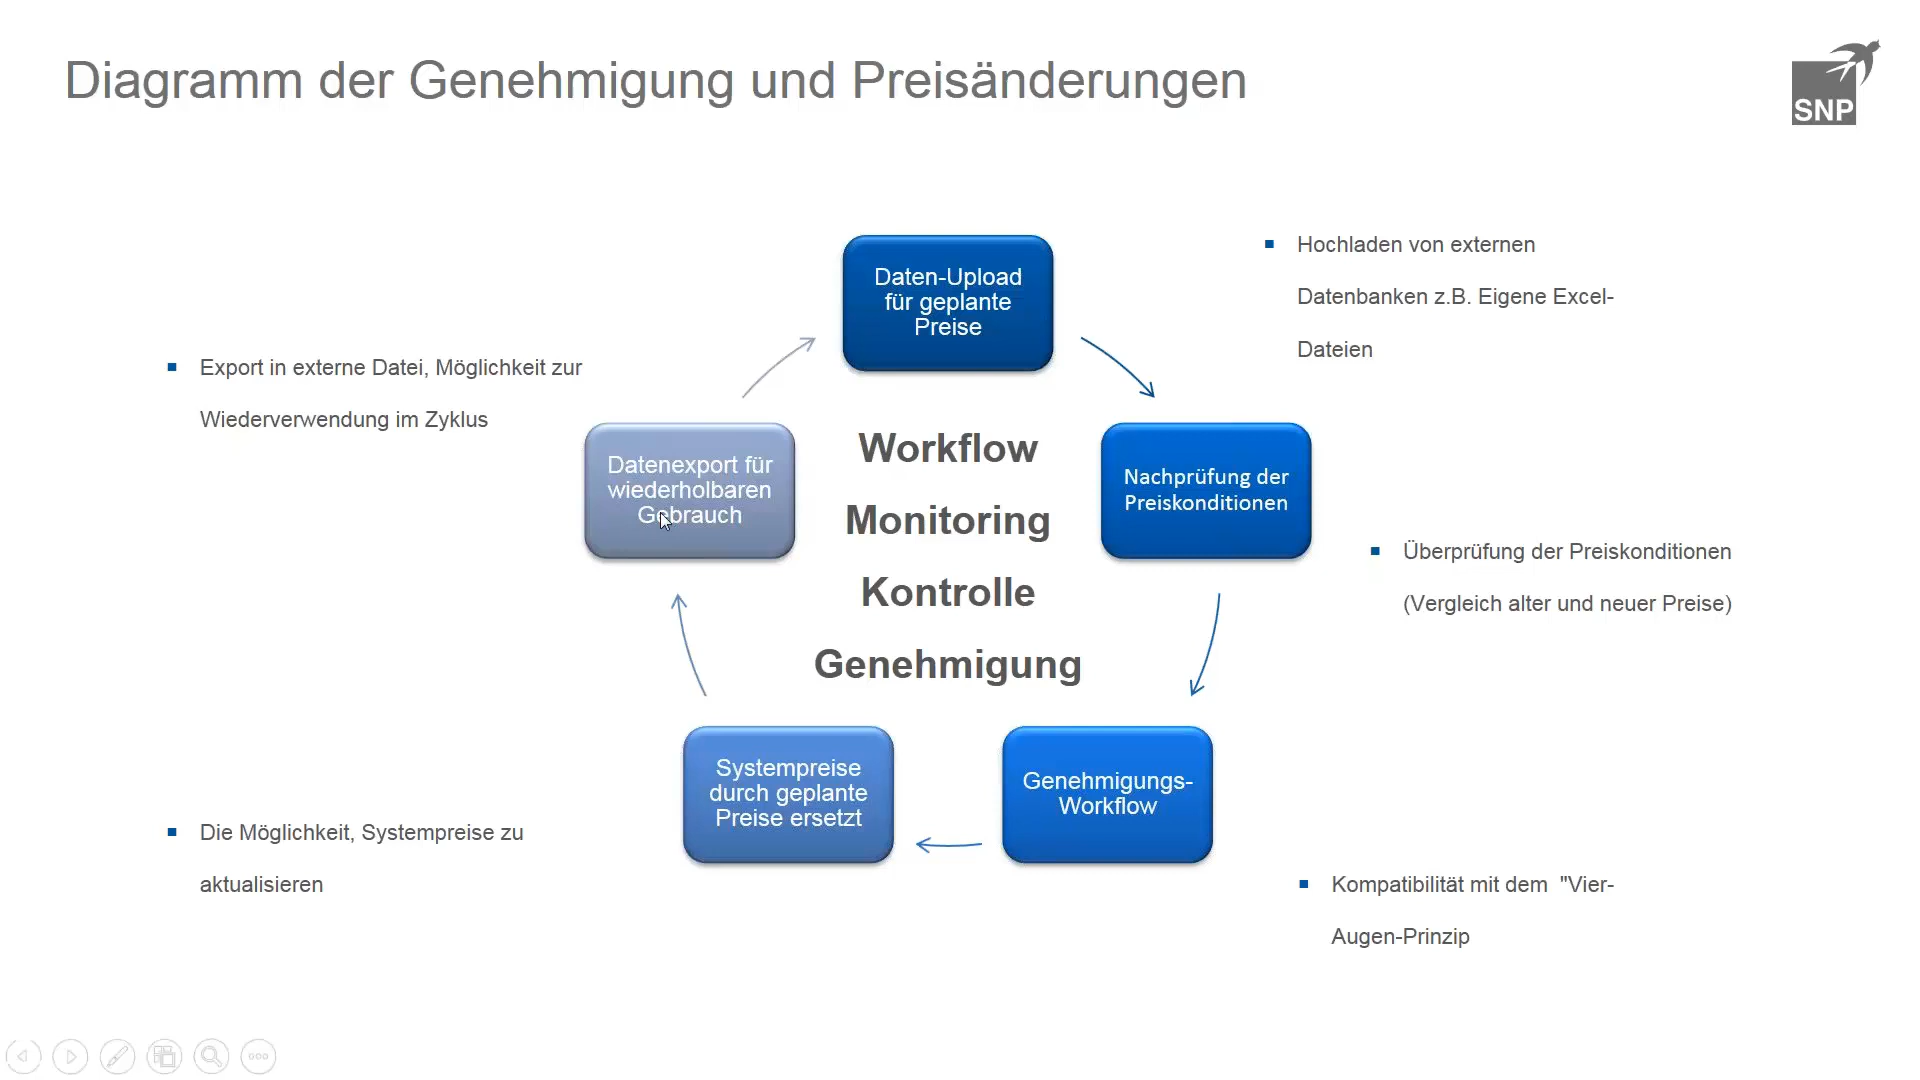 Diagramm der Genehmigung und Preisänderungen
SNP
Daten-Upload
für geplante
Preise
Hochladen von externen
Datenbanken z.B. Eigene Excel-
Dateien
Export in externe Datei, Möglichkeit zur
Wiederverwendung im Zyklus
Datenexport für
wiederholbaren
Gebrauch
Workflow
Monitoring
Kontrolle
Genehmigung
Nachprüfung der
Preiskonditionen
Überprüfung der Preiskonditionen
(Vergleich alter und neuer Preise)
Systempreise
durch geplante
Preise ersetzt
Genehmigungs-
Workflow
Die Möglichkeit, Systempreise zu
aktualisieren
Kompatibilität mit dem "Vier-
Augen-Prinzip